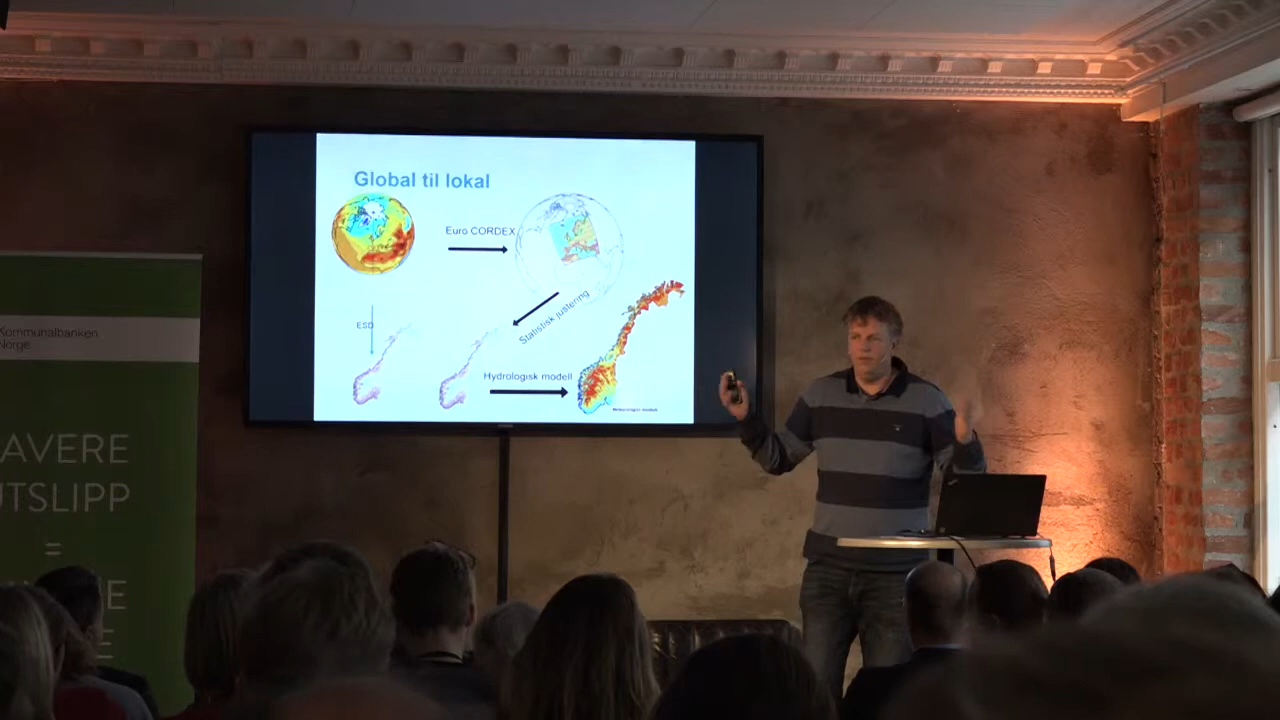 Global til lokal
Euro CORDEX
ESD
Statistisk justering
Hydrologisk modell
Kommunalbanken
Norge
AVERE
UTSLIPP
=
E
E